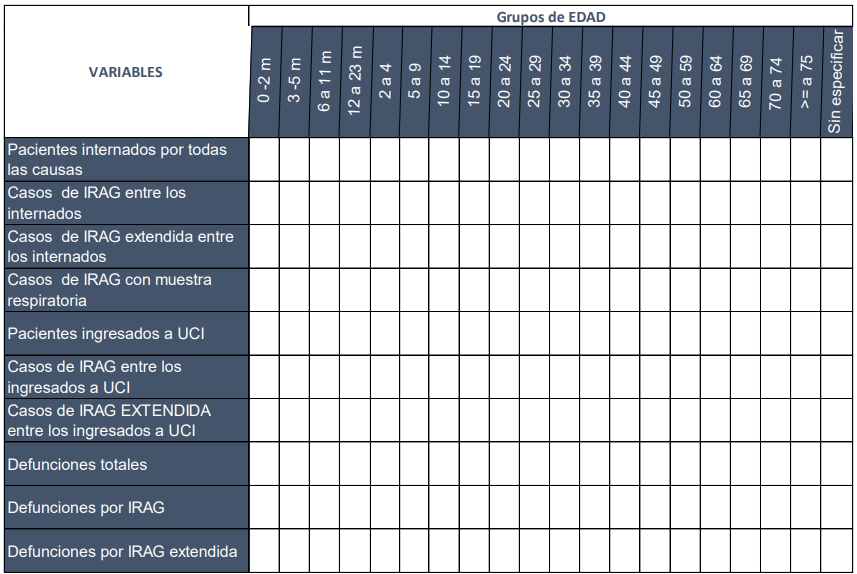 Grupos de EDAD
VARIABLES
0 -2 m
3 -5 m
6 a 11 m
12 a 23 m
2 a 4
5 a 9
10 a 14
15 a 19
20 a 24
25 a 29
30 a 34
35 a 39
40 a 44
45 a 49
50 a 59
60 a 64
65 a 69
70 a 74
>= a 75
Sin especificar
Pacientes internados por todas
las causas
Casos de IRAG entre los
internados
Casos de IRAG extendida entre
los internados
Casos de IRAG con muestra
respiratoria
Pacientes ingresados a UCI
Casos de IRAG entre los
ingresados a UCI
Casos de IRAG EXTENDIDA
entre los ingresados a UCI
Defunciones totales
Defunciones por IRAG
Defunciones por IRAG extendida